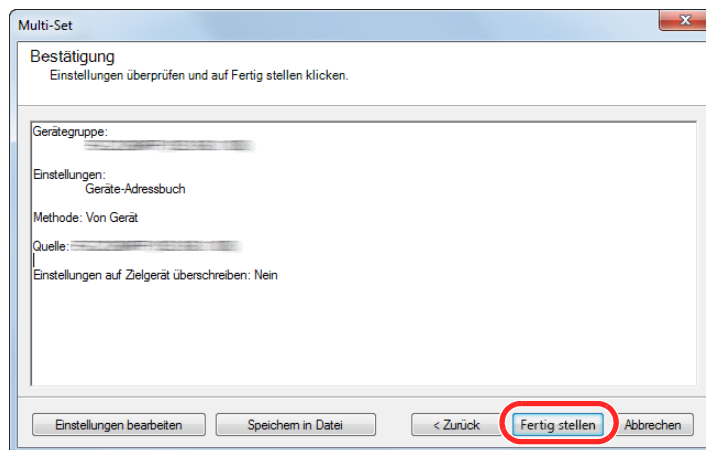 Multi-Set
Bestätigung
Einstellungen überprüfen und auf Fertig stellen klicken.
Gerätegruppe:
Einstellungen:
Geräte-Adressbuch
Methode: Von Gerät
Quelle:
Einstellungen auf Zielgerät überschreiben: Nein
Einstellungen bearbeiten Speichern in Datei < Zurück Fertig stellen Abbrechen